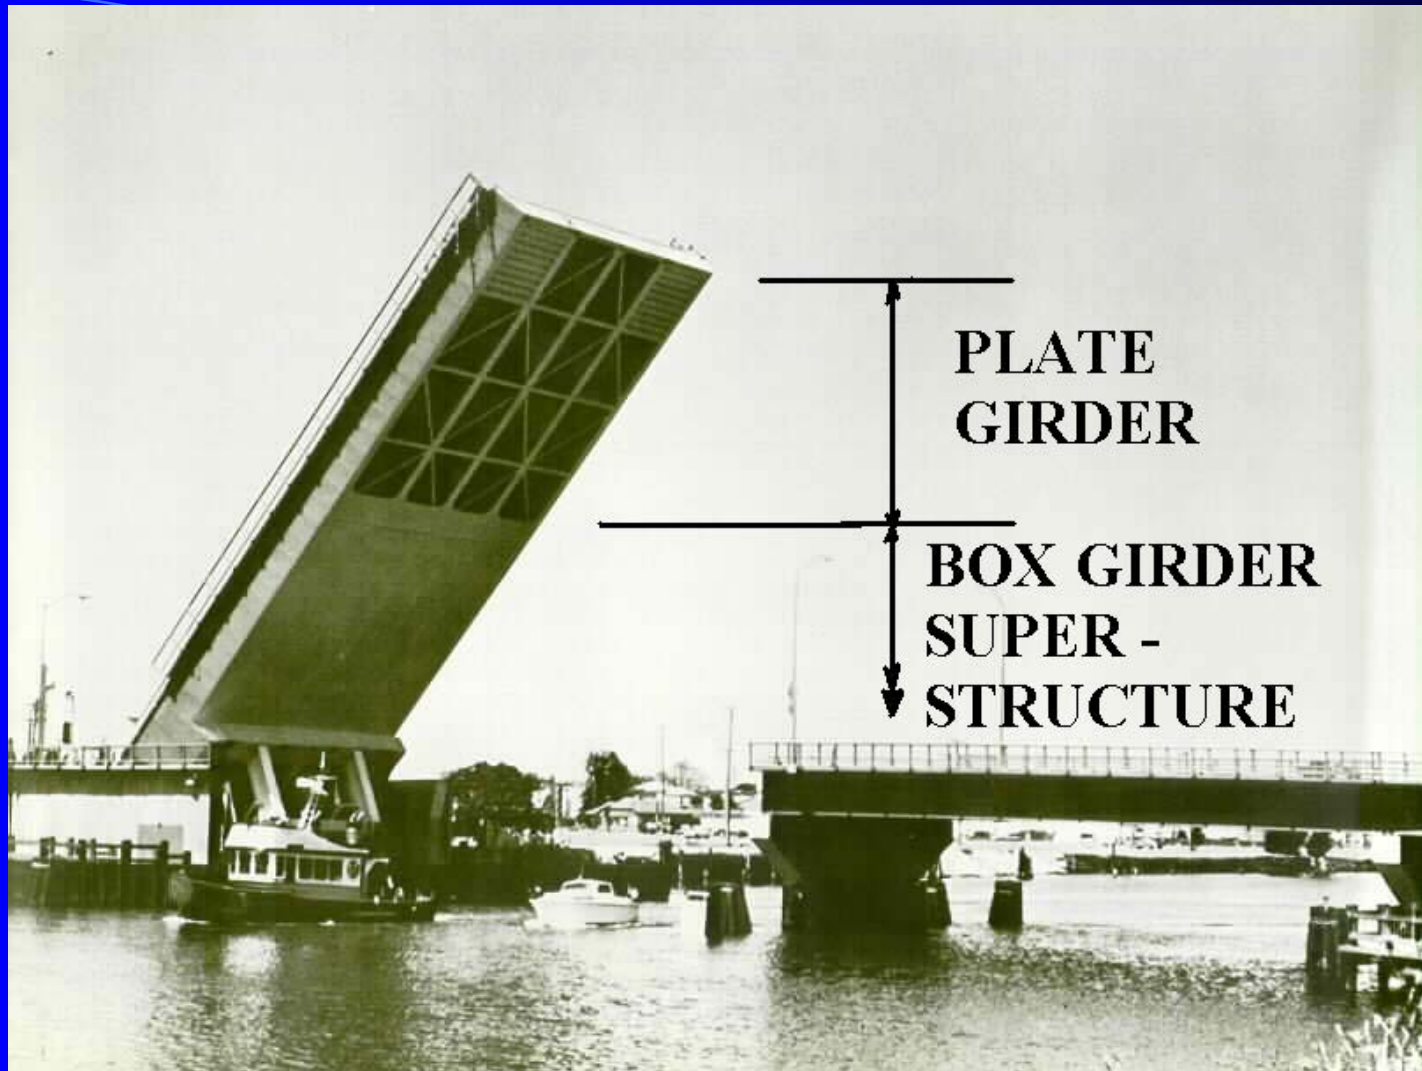 PLATE
GIRDER
BOX GIRDER
SUPER -
STRUCTURE